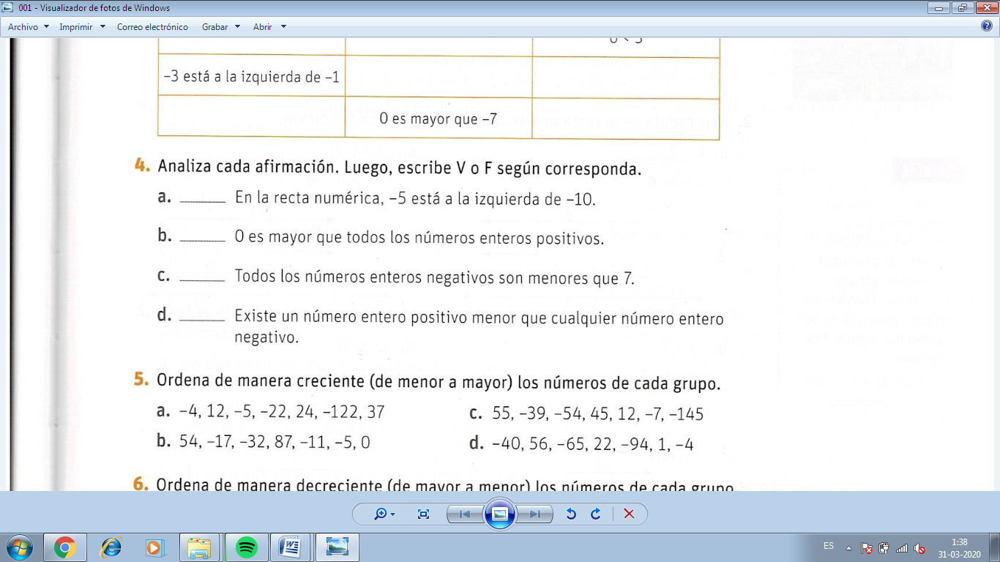 001 - Visualizador de fotos de Windows
Archivo Imprimir Correo electrónico Grabar Abrir
–3 está a la izquierda de –1
0 es mayor que –7
4. Analiza cada afirmación. Luego, escribe V o F según corresponda.
a. ______ En la recta numérica, –5 está a la izquierda de –10.
b. ______ 0 es mayor que todos los números enteros positivos.
c. ______ Todos los números enteros negativos son menores que 7.
d. ______ Existe un número entero positivo menor que cualquier número entero
negativo.
5. Ordena de manera creciente (de menor a mayor) los números de cada grupo.
a. –4, 12, –5, –22, 24, –122, 37 c. 55, –39, –54, 45, 12, –7, –145
b. 54, –17, –32, 87, –11, –5, 0 d. –40, 56, –65, 22, –94, 1, –4
6. Ordena de manera decreciente (de mayor a menor) los números de cada grupo
ES 1:38
31-03-2020